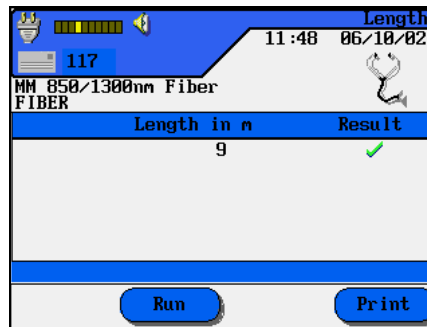 Length
11:48 06/10/02
117
MM 850/1300nm Fiber
FIBER
Length in m Result
9
Run Print